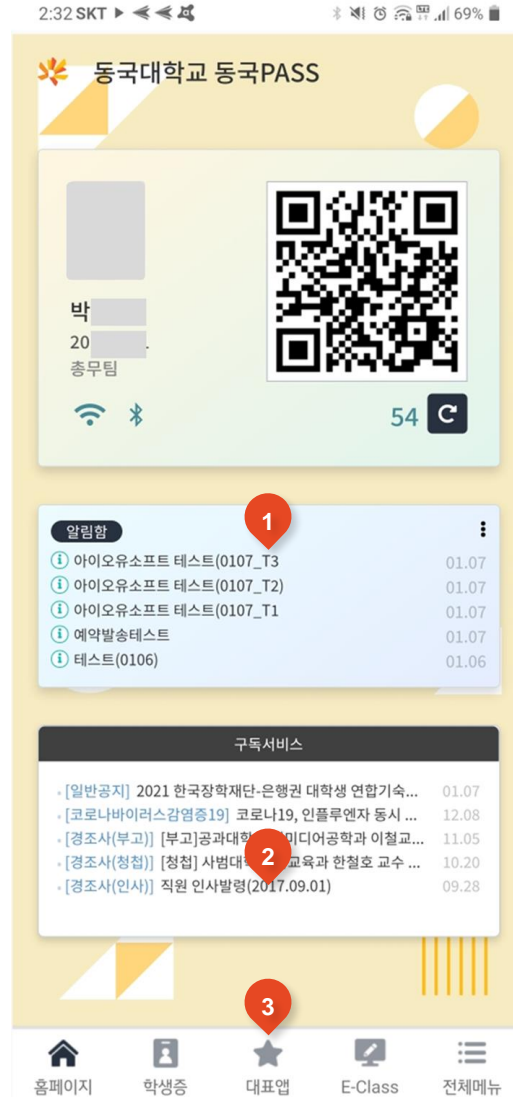 2:32 SKT
69%
동국대학교 동국PASS
박
20
총무팀
54
알림함
1
아이오유소프트 테스트(0107_T3 01.07
아이오유소프트 테스트(0107_T2) 01.07
아이오유소프트 테스트(0107_T1 01.07
예약발송테스트 01.07
테스트(0106) 01.06
구독서비스
[일반공지] 2021 한국장학재단-은행권 대학생 연합기숙... 01.07
[코로나바이러스감염증19] 코로나19, 인플루엔자 동시 ... 12.08
[경조사(부고)] [부고]공과대학 미디어공학과 이철교... 11.05
2
[경조사(청첩)] [청첩] 사범대 교육과 한철호 교수 ... 10.20
[경조사(인사)] 직원 인사발령(2017.09.01) 09.28
3
홈페이지 학생증 대표앱 E-Class 전체메뉴